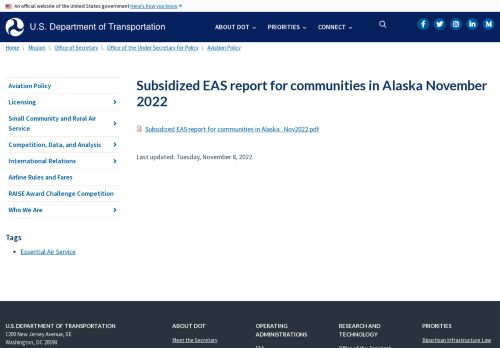 An official website of the United States government Here's how you know
U.S. Department of Transportation
ABOUT DOT
PRIORITIES
CONNECT
Home \ Mission \ Office of Secretary \ Office of the Under Secretary for Policy \ Aviation Policy
Aviation Policy
Licensing
Small Community and Rural Air
Service
Competition, Data, and Analysis
International Relations
Airline Rules and Fares
RAISE Award Challenge Competition
Who We Are
Tags
Essential Air Service
Subsidized EAS report for communities in Alaska November
2022
Subsidized EAS report for communities in Alaska_Nov2022.pdf
Last updated: Tuesday, November 8, 2022
U.S. DEPARTMENT OF TRANSPORTATION
1200 New Jersey Avenue, SE
Washington, DC 20590
ABOUT DOT
Meet the Secretary
OPERATING
ADMINISTRATIONS
FAA
RESEARCH AND
TECHNOLOGY
Office of the Assistant
PRIORITIES
Bipartisan Infrastructure Law